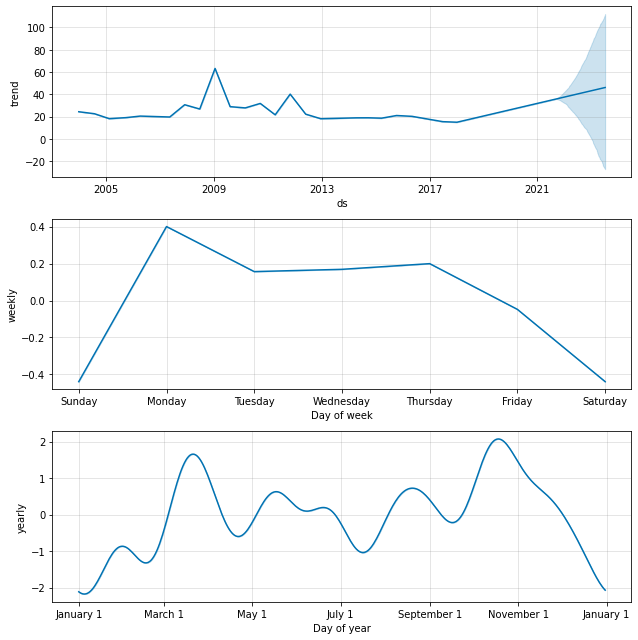 100
80
60
40
20
0
−20
trend
2005 2009 2013 2017 2021
ds
0.4
0.2
0.0
−0.2
−0.4
weekly
Sunday Monday Tuesday Wednesday Thursday Friday Saturday
Day of week
2
1
0
−1
−2
yearly
January 1 March 1 May 1 July 1 September 1 November 1 January 1
Day of year